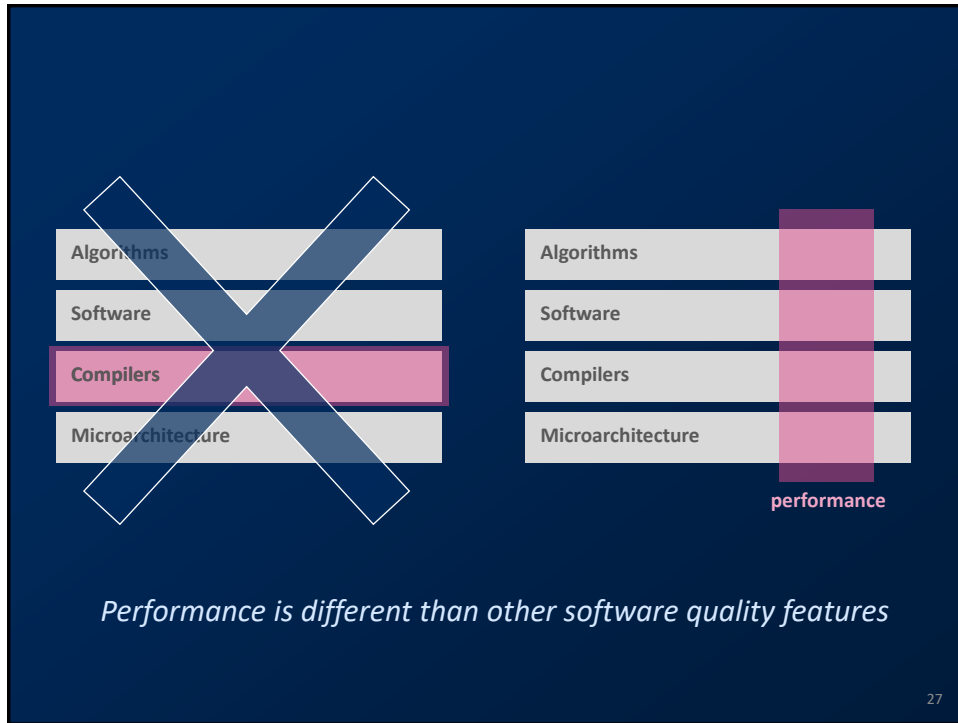 Algorithms
Software
Compilers
Microarchitecture
Algorithms
Software
Compilers
Microarchitecture
performance
Performance is different than other software quality features
27